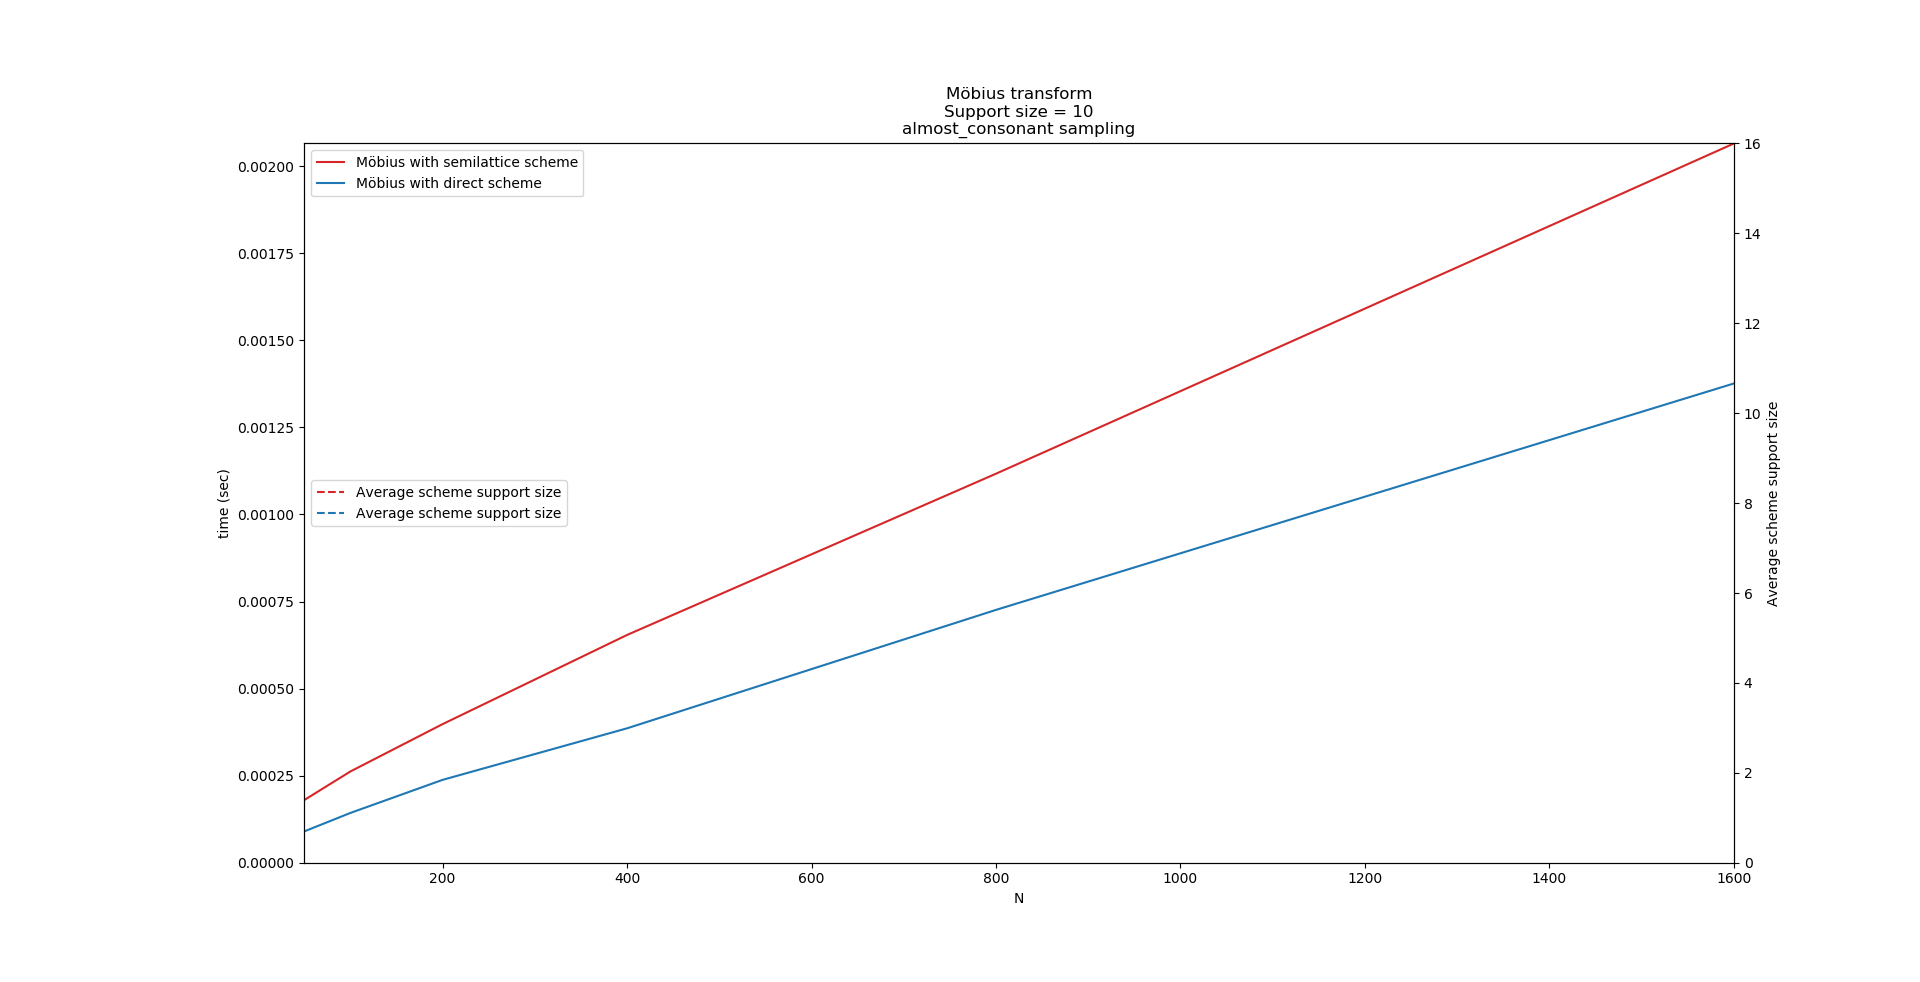 Möbius transform
Support size = 10
almost_consonant sampling
Möbius with semilattice scheme
Möbius with direct scheme
Average scheme support size
Average scheme support size
time (sec)
0.00200
0.00175
0.00150
0.00125
0.00100
0.00075
0.00050
0.00025
0.00000
200 400 600 800 1000 1200 1400 1600
N
16
14
12
10
8
6
4
2
0
Average scheme support size